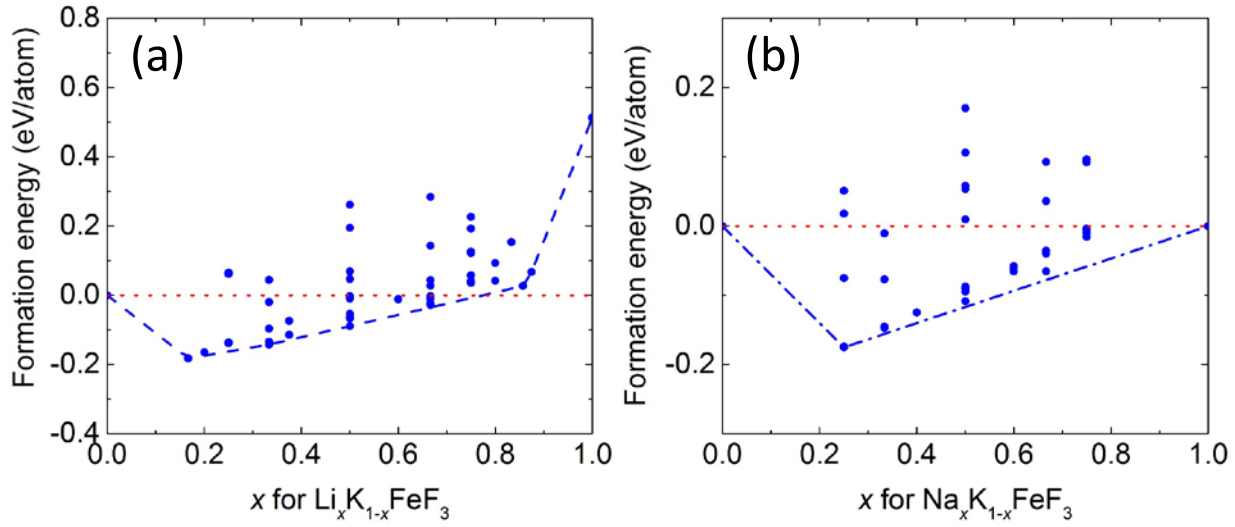 (a)
Formation energy (eV/atom)
0.8
0.6
0.4
0.2
0.0
-0.2
-0.4
0.0 0.2 0.4 0.6 0.8 1.0
x for LiₓK₁₋ₓFeF₃
(b)
Formation energy (eV/atom)
0.2
0.0
-0.2
0.0 0.2 0.4 0.6 0.8 1.0
x for NaₓK₁₋ₓFeF₃